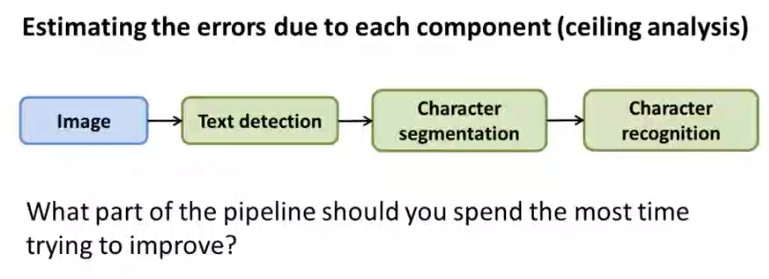 Estimating the errors due to each component (ceiling analysis)
Image
Text detection
Character
segmentation
Character
recognition
What part of the pipeline should you spend the most time
trying to improve?